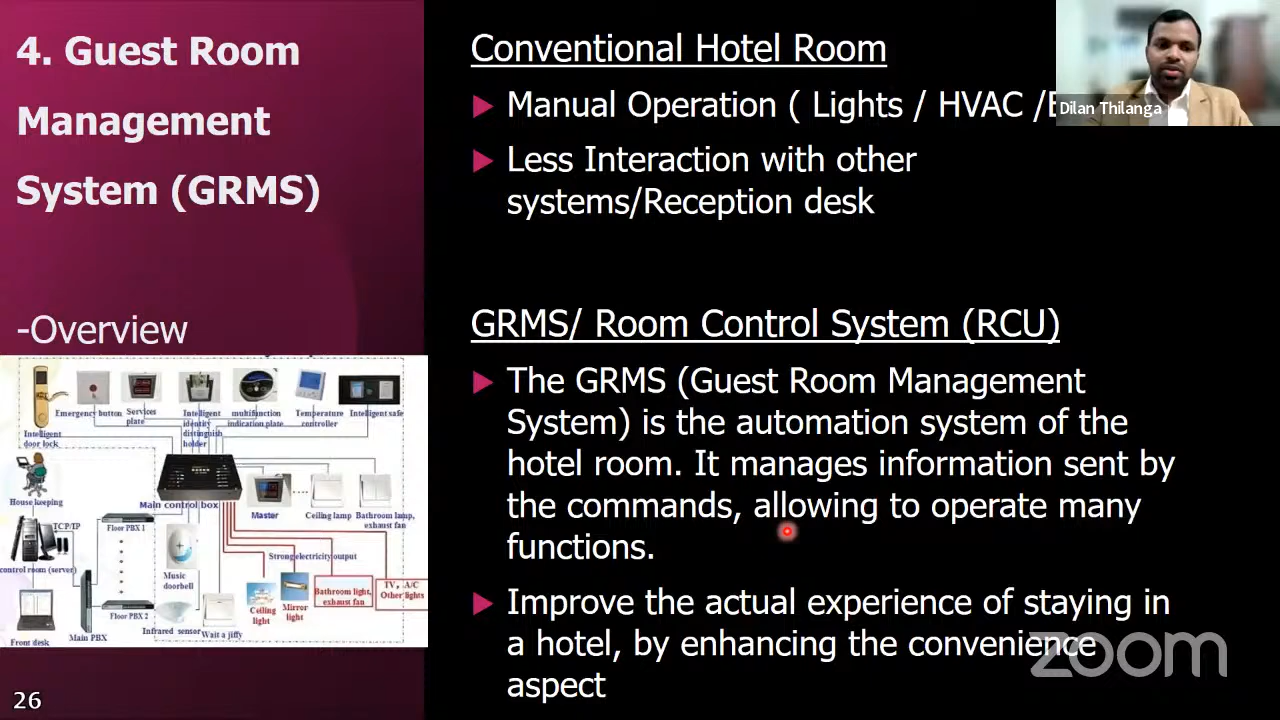 4. Guest Room
Management
System (GRMS)
-Overview
Conventional Hotel Room
Manual Operation ( Lights / HVAC /
Less Interaction with other
systems/Reception desk
GRMS/ Room Control System (RCU)
The GRMS (Guest Room Management
System) is the automation system of the
hotel room. It manages information sent by
the commands, allowing to operate many
functions.
Improve the actual experience of staying in
a hotel, by enhancing the convenience
aspect
Dilan Thilanga
Intelligent
door lock
Emergency button
Services
plate
Intelligent
identity
distinguish
holder
multifunction
indication plate
Temperature
controller
Intelligent safe
House keeping
Main control box
Master
Ceiling lamp
Bathroom lamp,
exhaust fan
TCP/IP
Floor PBX 1
control room (server)
Strong electricity output
Music
doorbell
Ceiling
light
Mirror
light
Bathroom light,
exhaust fan
TV, A/C
Other lights
Front desk
Main PBX
Floor PBX 2
Infrared sensor
Wait a jiffy
26
zoom